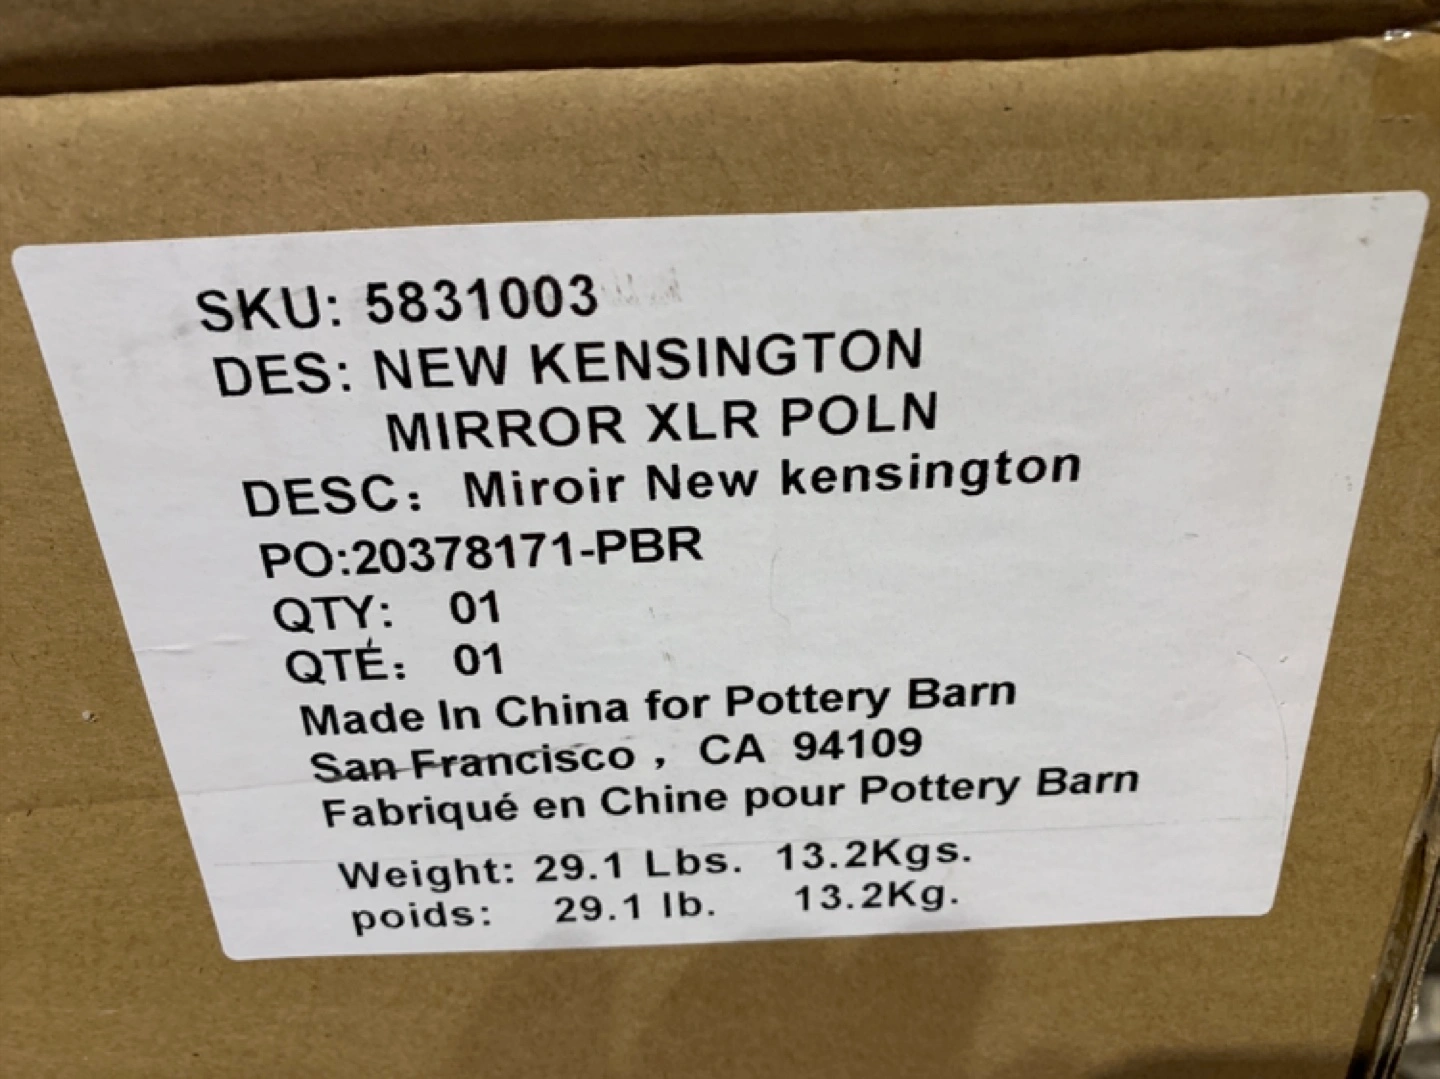 SKU: 5831003
DES: NEW KENSINGTON
MIRROR XLR POLN
DESC: Miroir New kensington
PO:20378171-PBR
QTY: 01
QTÉ: 01
Made In China for Pottery Barn
San Francisco , CA 94109
Fabriqué en Chine pour Pottery Barn
Weight: 29.1 Lbs. 13.2Kgs.
poids: 29.1 lb. 13.2Kg.